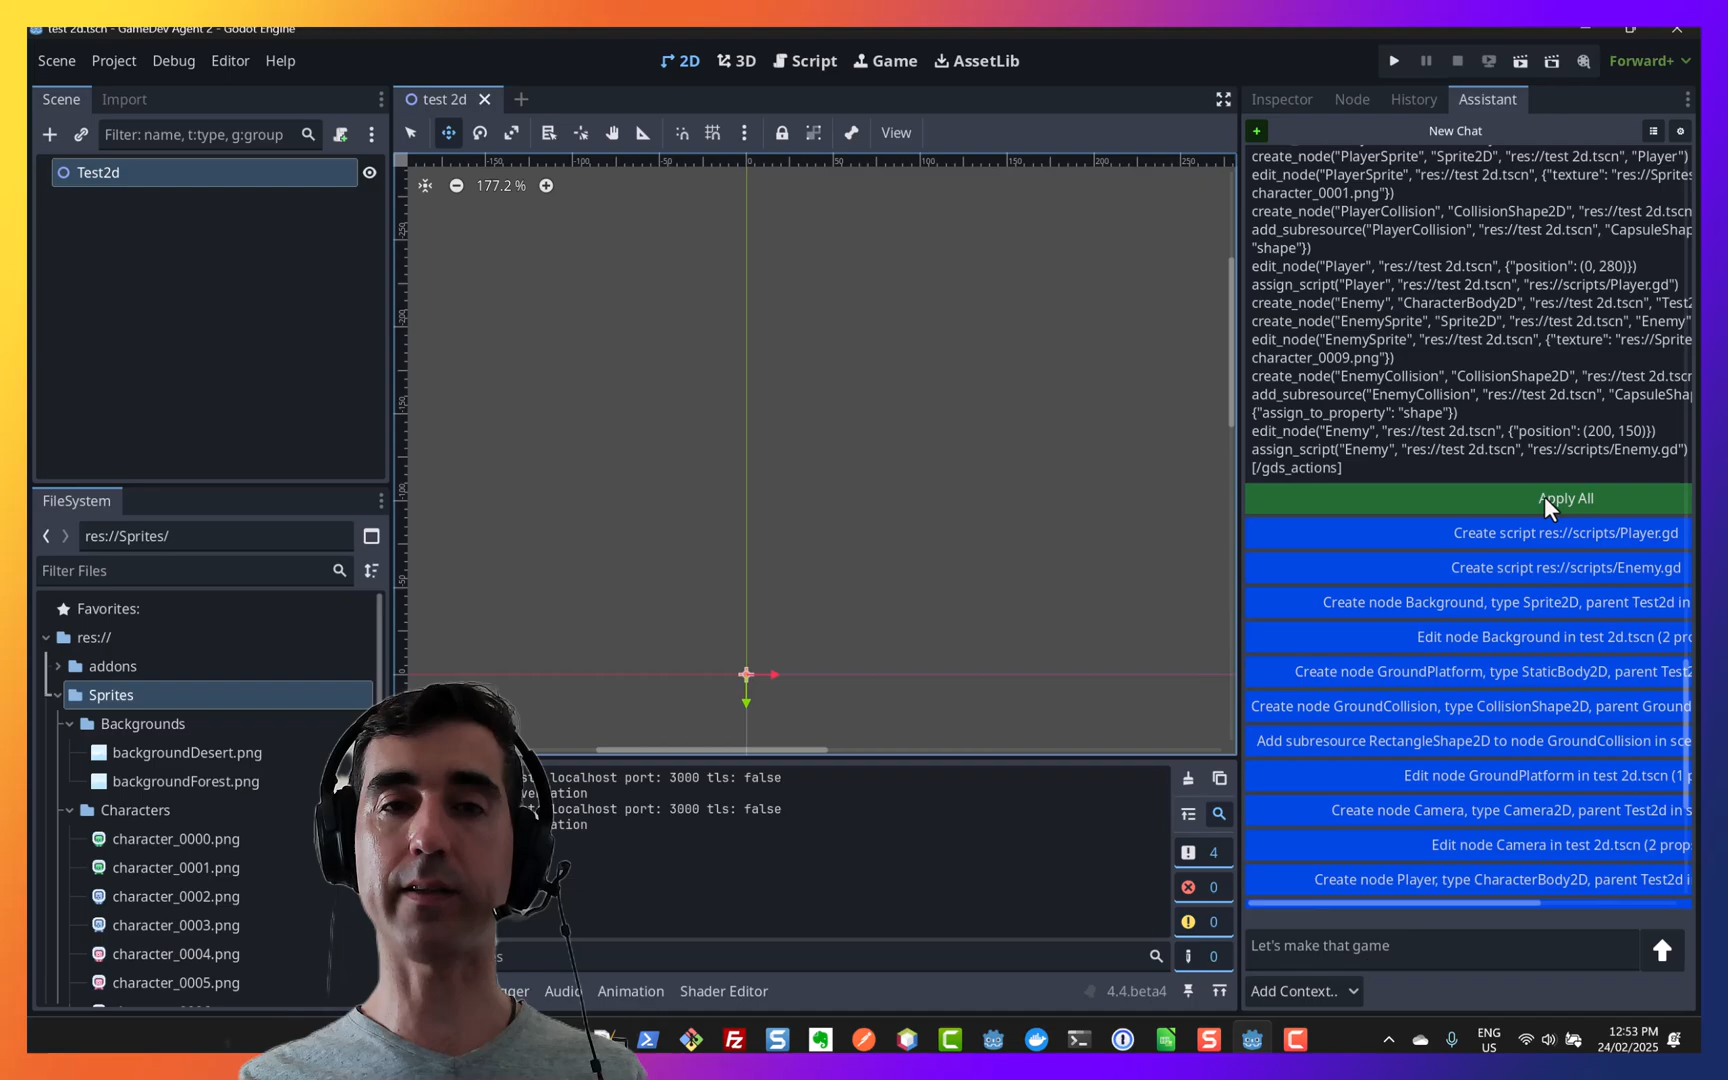 test 2d.tscn - GameDev Agent 2 - Godot Engine
Scene Project Debug Editor Help
2D 3D Script Game AssetLib
Forward+
Scene Import
Filter: name, t:type, g:group
Test2d
test 2d
View
177.2 %
-150 -100 -50 0 50 100 150 200 250
FileSystem
res://Sprites/
Filter Files
Favorites:
res://
addons
Sprites
Backgrounds
backgroundDesert.png
backgroundForest.png
Characters
character_0000.png
character_0001.png
character_0002.png
character_0003.png
character_0004.png
character_0005.png
localhost port: 3000 tls: false
localhost port: 3000 tls: false
4
0
0
0
Audio Animation Shader Editor
4.4.beta4
Inspector Node History Assistant
New Chat
create_node("PlayerSprite", "Sprite2D", "res://test 2d.tscn", "Player")
edit_node("PlayerSprite", "res://test 2d.tscn", {"texture": "res://Sprites
character_0001.png"})
create_node("PlayerCollision", "CollisionShape2D", "res://test 2d.tscn
add_subresource("PlayerCollision", "res://test 2d.tscn", "CapsuleShap
"shape"})
edit_node("Player", "res://test 2d.tscn", {"position": (0, 280)})
assign_script("Player", "res://test 2d.tscn", "res://scripts/Player.gd")
create_node("Enemy", "CharacterBody2D", "res://test 2d.tscn", "Test2
create_node("EnemySprite", "Sprite2D", "res://test 2d.tscn", "Enemy"
edit_node("EnemySprite", "res://test 2d.tscn", {"texture": "res://Sprite
character_0009.png"})
create_node("EnemyCollision", "CollisionShape2D", "res://test 2d.tscn
add_subresource("EnemyCollision", "res://test 2d.tscn", "CapsuleShap
{"assign_to_property": "shape"})
edit_node("Enemy", "res://test 2d.tscn", {"position": (200, 150)})
assign_script("Enemy", "res://test 2d.tscn", "res://scripts/Enemy.gd")
[/gds_actions]
Apply All
Create script res://scripts/Player.gd
Create script res://scripts/Enemy.gd
Create node Background, type Sprite2D, parent Test2d in
Edit node Background in test 2d.tscn (2 pro
Create node GroundPlatform, type StaticBody2D, parent Test2
Create node GroundCollision, type CollisionShape2D, parent Ground
Add subresource RectangleShape2D to node GroundCollision in sce
Edit node GroundPlatform in test 2d.tscn (1 p
Create node Camera, type Camera2D, parent Test2d in s
Edit node Camera in test 2d.tscn (2 props
Create node Player, type CharacterBody2D, parent Test2d i
Let's make that game
Add Context..
ENG
US
12:53 PM
24/02/2025